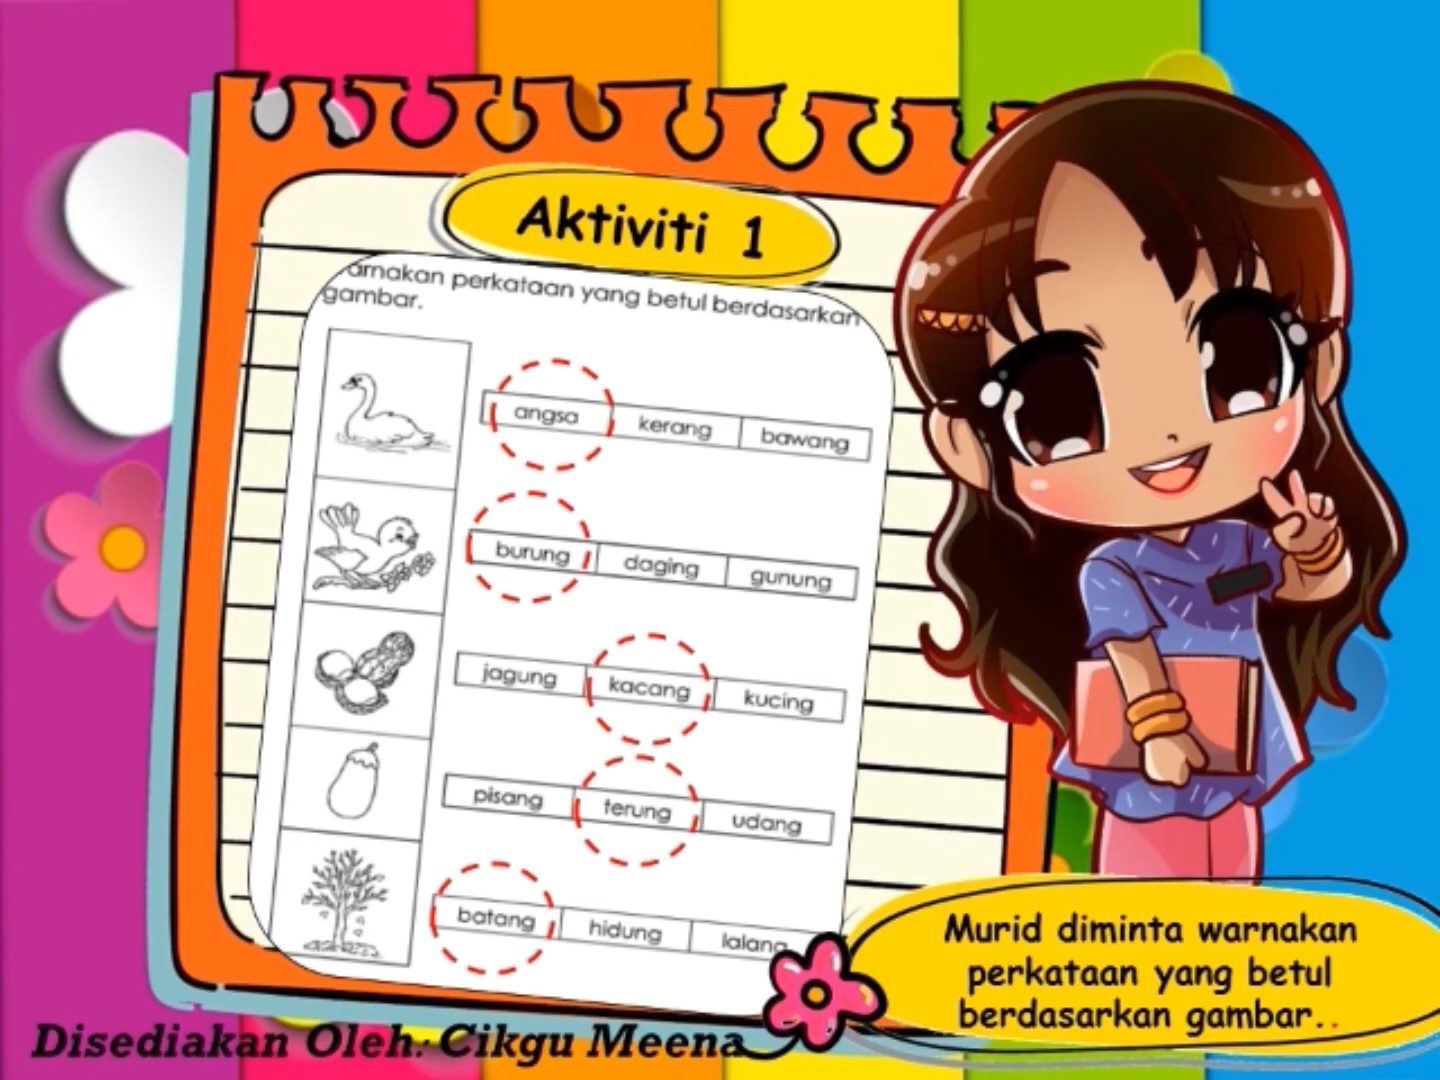 Aktiviti 1
arnakan perkataan yang betul berdasarkan
gambar.
angsa kerang bawang
burung daging gunung
jagung kacang kucing
pisang terung udang
batang hidung lalang
Murid diminta warnakan
perkataan yang betul
berdasarkan gambar..
Disediakan Oleh: Cikgu Meena